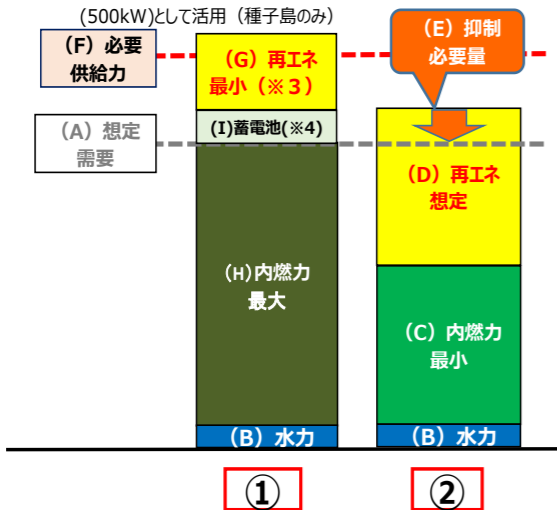 (500kW)として活用（種子島のみ）
（F）必要
供給力
（G）再エネ
最小（※３）
（E）抑制
必要量
（A）想定
需要
(I)蓄電池(※4)
（D）再エネ
想定
(H)内燃力
最大
（C）内燃力
最小
（B）水力
（B）水力
①
②